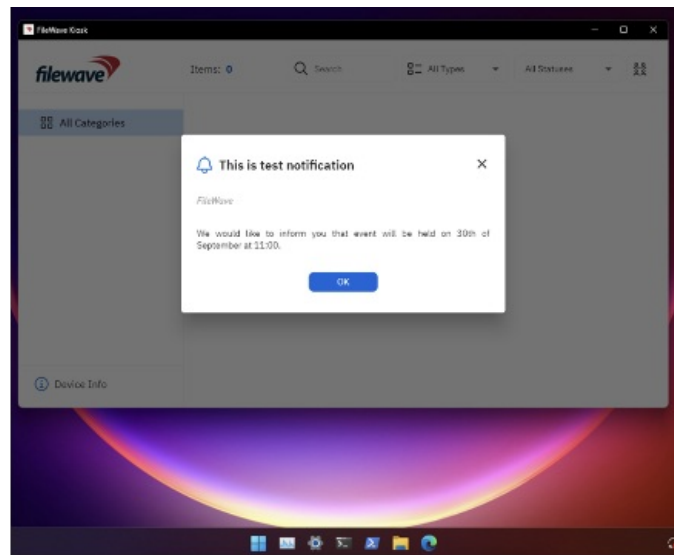 FileWave Kiosk
filewave
Items: 0
Search
All Types
All Statuses
All Categories
This is test notification
FileWave
We would like to inform you that event will be held on 30th of
September at 11:00.
OK
Device Info